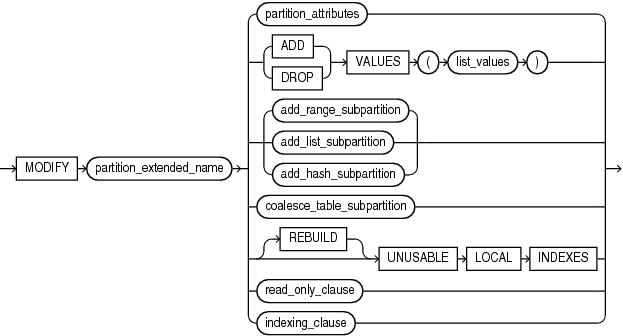 partition_attributes
ADD
DROP
VALUES ( list_values )
add_range_subpartition
add_list_subpartition
add_hash_subpartition
MODIFY partition_extended_name
coalesce_table_subpartition
REBUILD
UNUSABLE LOCAL INDEXES
read_only_clause
indexing_clause